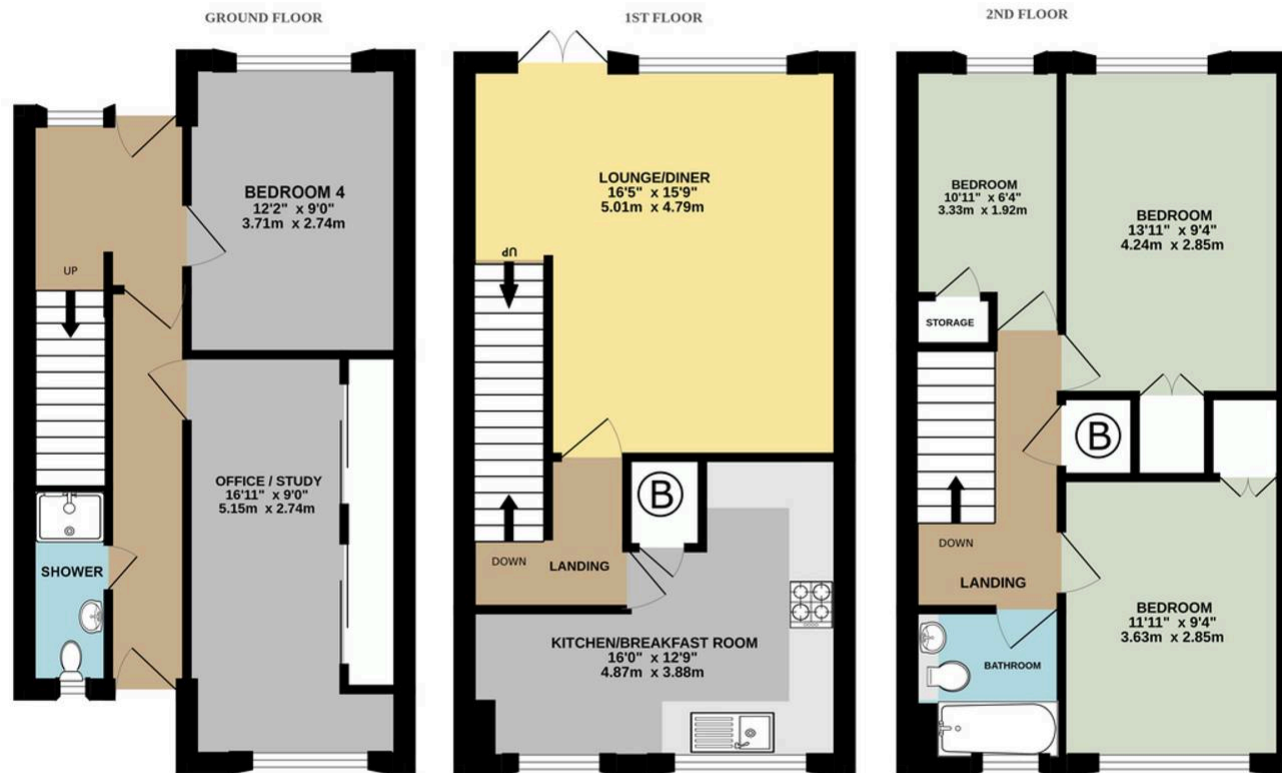 GROUND FLOOR
BEDROOM 4
12'2" x 9'0"
3.71m x 2.74m
UP
OFFICE / STUDY
16'11" x 9'0"
5.15m x 2.74m
SHOWER
1ST FLOOR
LOUNGE/DINER
16'5" x 15'9"
5.01m x 4.79m
UP
B
DOWN
LANDING
KITCHEN/BREAKFAST ROOM
16'0" x 12'9"
4.87m x 3.88m
2ND FLOOR
BEDROOM
10'11" x 6'4"
3.33m x 1.92m
BEDROOM
13'11" x 9'4"
4.24m x 2.85m
STORAGE
B
DOWN
LANDING
BEDROOM
11'11" x 9'4"
3.63m x 2.85m
BATHROOM